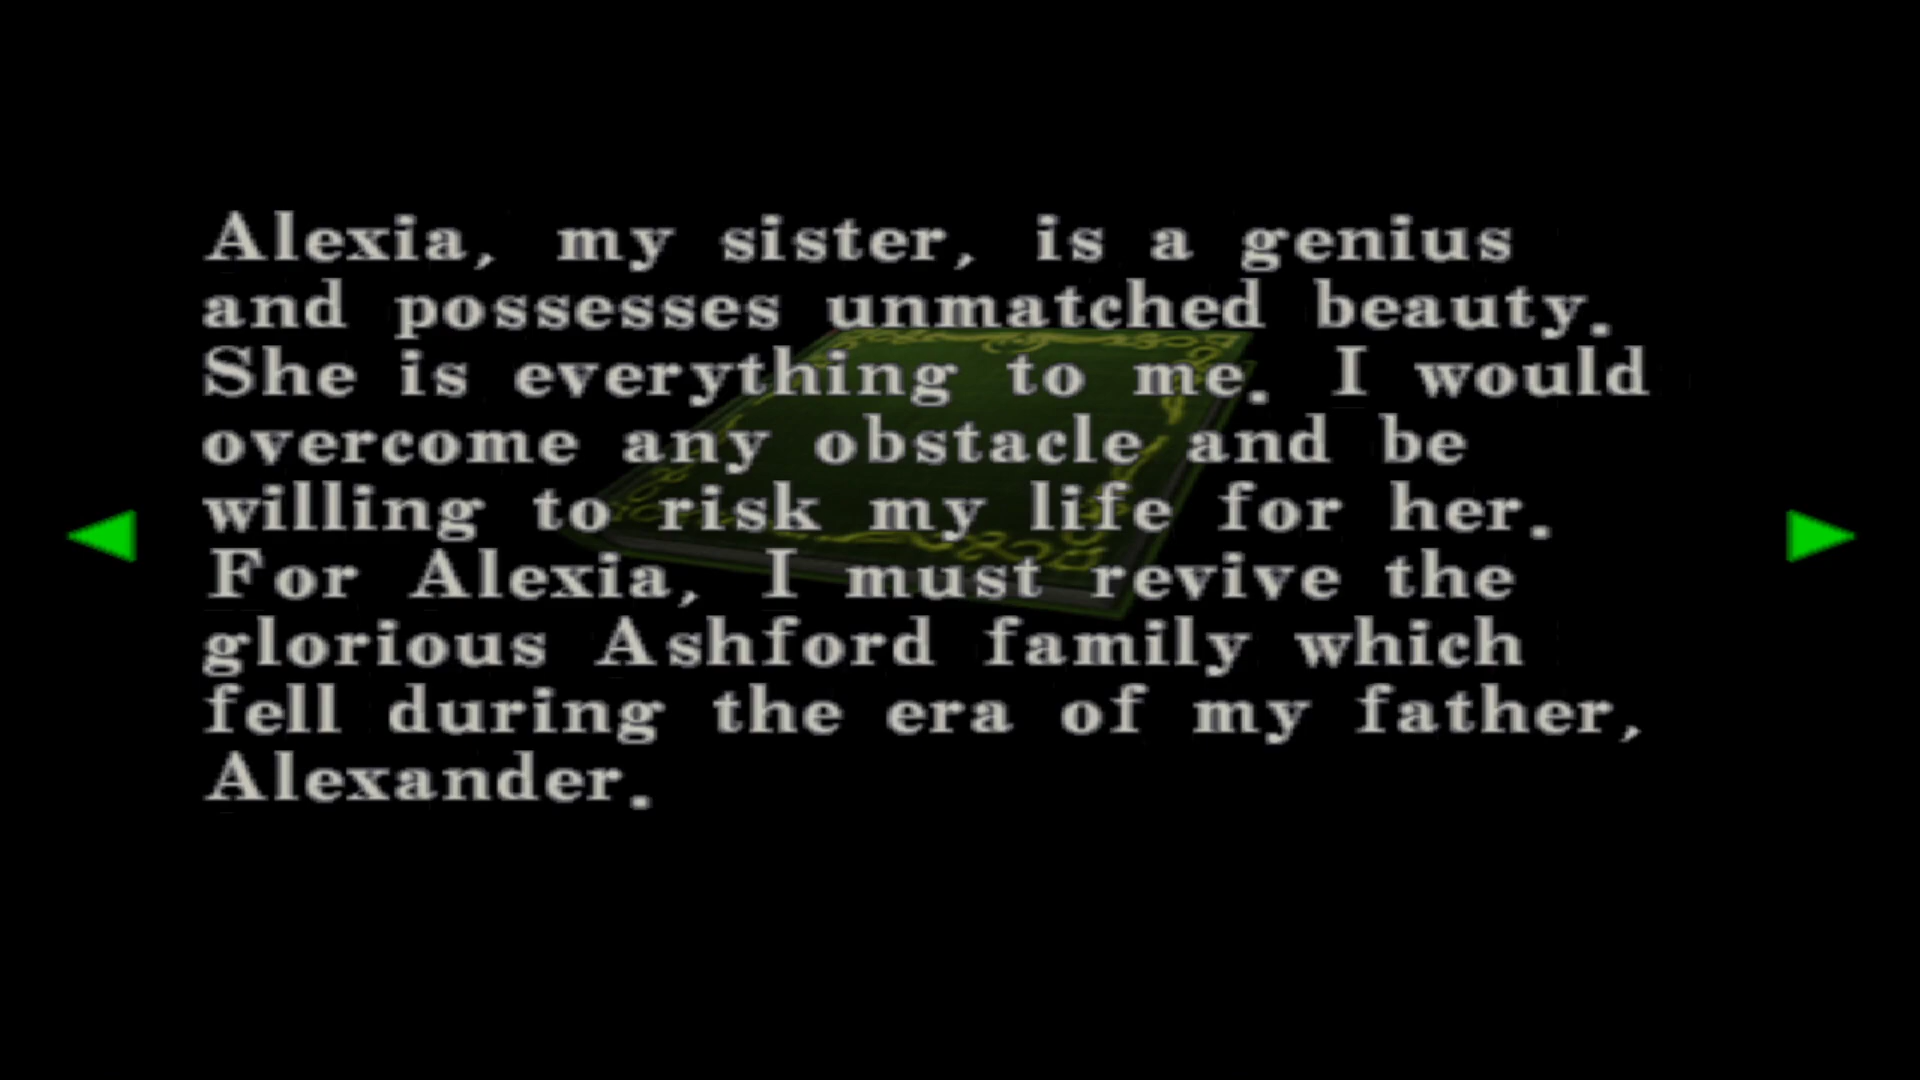 Alexia, my sister, is a genius
and possesses unmatched beauty.
She is everything to me. I would
overcome any obstacle and be
willing to risk my life for her.
For Alexia, I must revive the
glorious Ashford family which
fell during the era of my father,
Alexander.